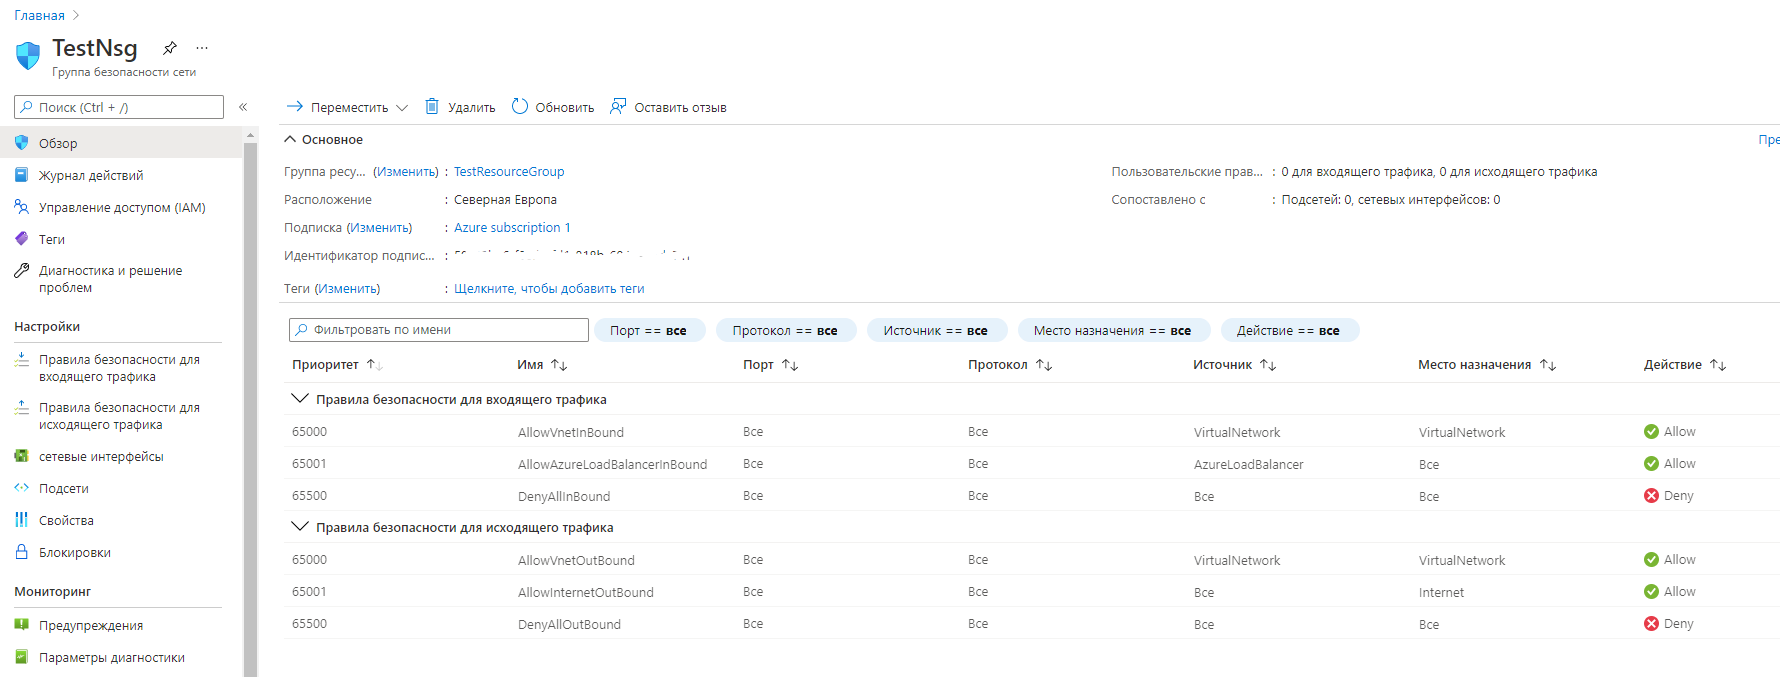 Главная
TestNsg
Группа безопасности сети
Поиск (Ctrl + /)
Обзор
Журнал действий
Управление доступом (IAM)
Теги
Диагностика и решение
проблем
Настройки
Правила безопасности для
входящего трафика
Правила безопасности для
исходящего трафика
сетевые интерфейсы
Подсети
Свойства
Блокировки
Мониторинг
Предупреждения
Параметры диагностики
Переместить Удалить Обновить Оставить отзыв
Основное
Пре
Группа ресу... (Изменить) : TestResourceGroup
Расположение : Северная Европа
Подписка (Изменить) : Azure subscription 1
Идентификатор подпис... :
Теги (Изменить) : Щелкните, чтобы добавить теги
Пользовательские прав... : 0 для входящего трафика, 0 для исходящего трафика
Сопоставлено с : Подсетей: 0, сетевых интерфейсов: 0
Фильтровать по имени Порт == все Протокол == все Источник == все Место назначения == все Действие == все
Приоритет Имя Порт Протокол Источник Место назначения Действие
Правила безопасности для входящего трафика
65000 AllowVnetInBound Все Все VirtualNetwork VirtualNetwork Allow
65001 AllowAzureLoadBalancerInBound Все Все AzureLoadBalancer Все Allow
65500 DenyAllInBound Все Все Все Все Deny
Правила безопасности для исходящего трафика
65000 AllowVnetOutBound Все Все VirtualNetwork VirtualNetwork Allow
65001 AllowInternetOutBound Все Все Все Internet Allow
65500 DenyAllOutBound Все Все Все Все Deny